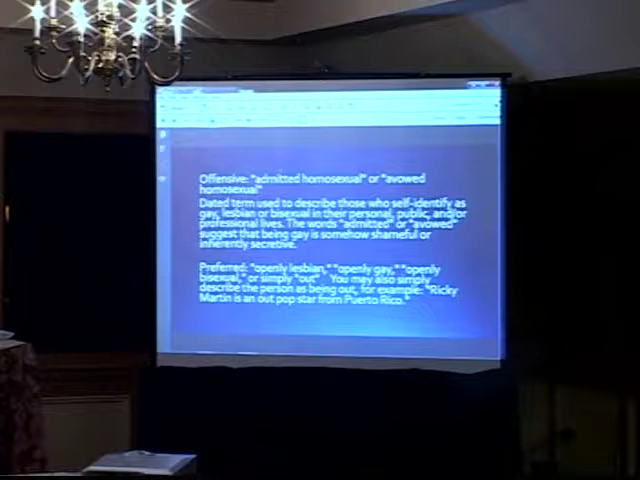 Offensive: "admitted homosexual" or "avowed
homosexual"
Dated term used to describe those who self-identify as
gay, lesbian or bisexual in their personal, public, and/or
professional lives. The words "admitted" or "avowed"
suggest that being gay is somehow shameful or
inherently secretive.
Preferred: "openly lesbian," "openly gay," "openly
bisexual," or simply "out" You may also simply
describe the person as being out, for example: "Ricky
Martin is an out pop star from Puerto Rico."